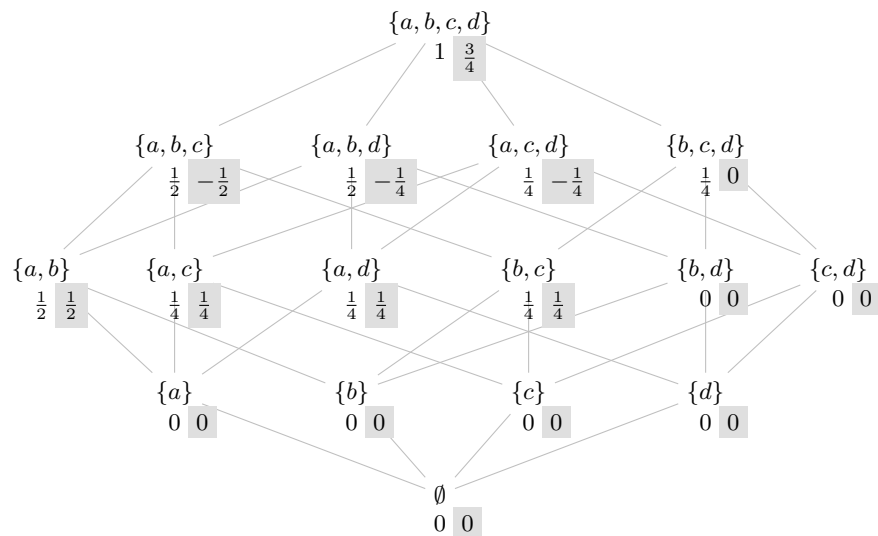 {a, b, c, d}
1 3/4
{a, b, c} {a, b, d} {a, c, d} {b, c, d}
1/2 −1/2 1/2 −1/4 1/4 −1/4 1/4 0
{a, b} {a, c} {a, d} {b, c} {b, d} {c, d}
1/2 1/2 1/4 1/4 1/4 1/4 1/4 1/4 0 0 0 0
{a} {b} {c} {d}
0 0 0 0 0 0 0 0
∅
0 0